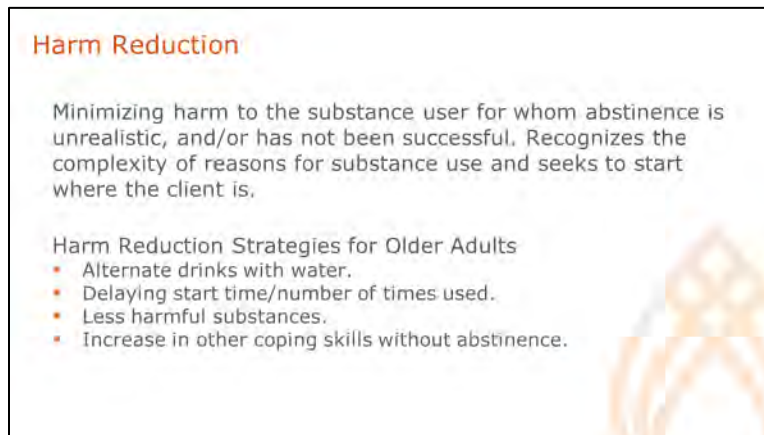 Harm Reduction
Minimizing harm to the substance user for whom abstinence is
unrealistic, and/or has not been successful. Recognizes the
complexity of reasons for substance use and seeks to start
where the client is.
Harm Reduction Strategies for Older Adults
• Alternate drinks with water.
• Delaying start time/number of times used.
• Less harmful substances.
• Increase in other coping skills without abstinence.